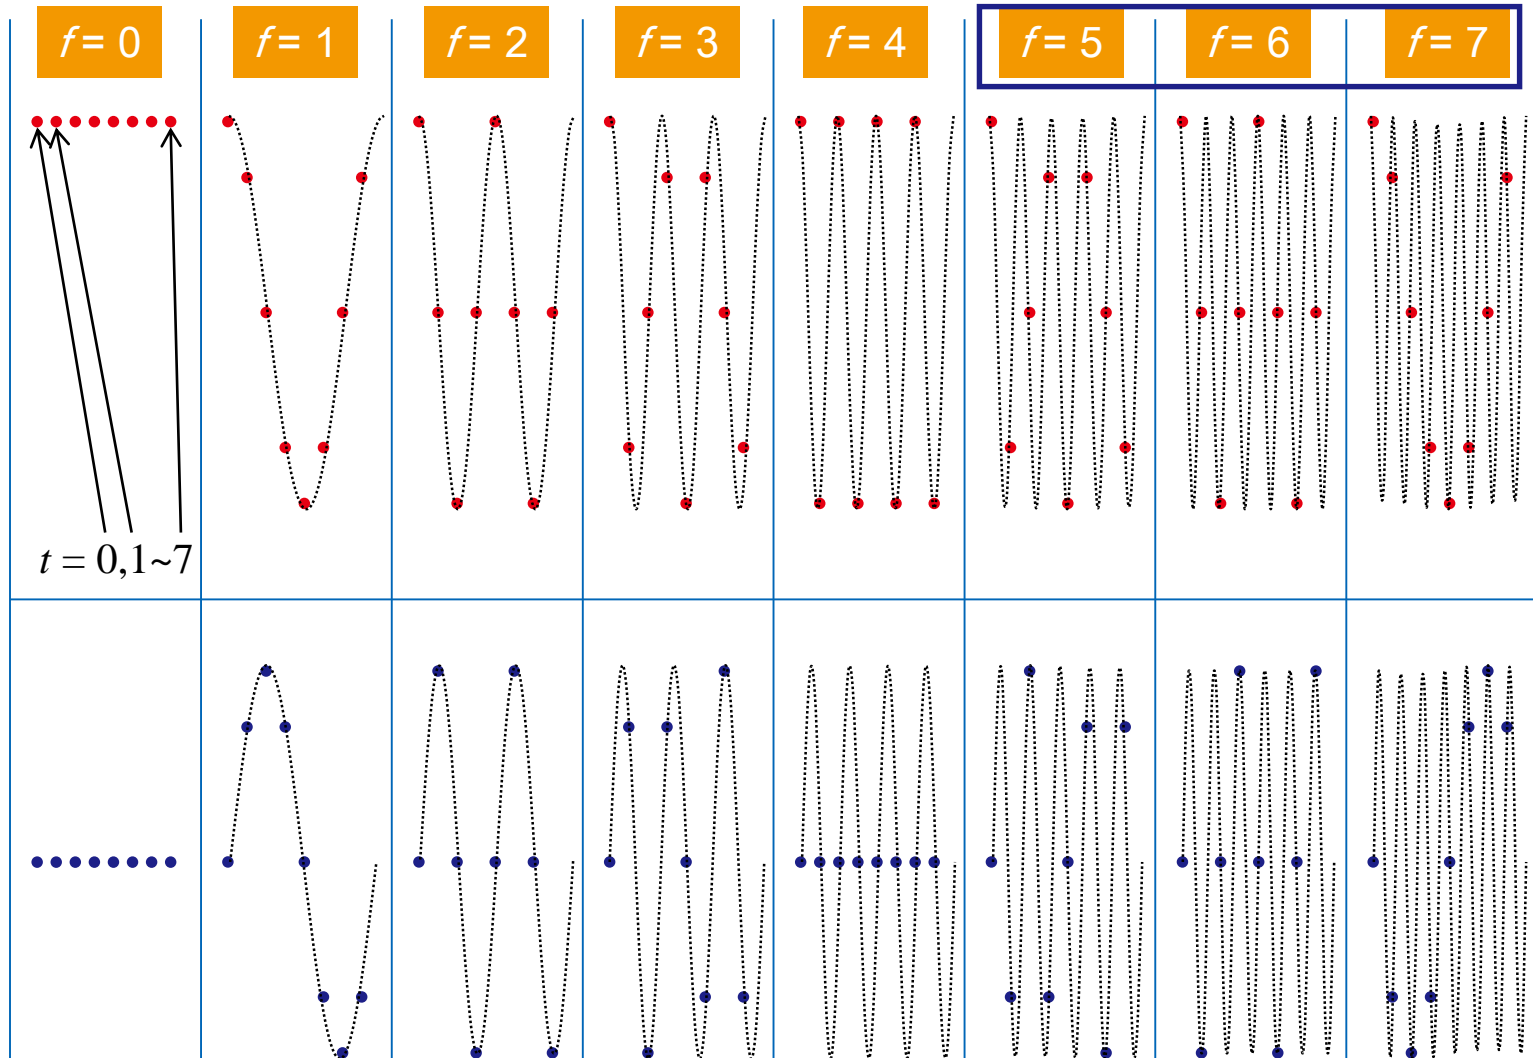 f = 0 f = 1 f = 2 f = 3 f = 4 f = 5 f = 6 f = 7
t = 0,1~7